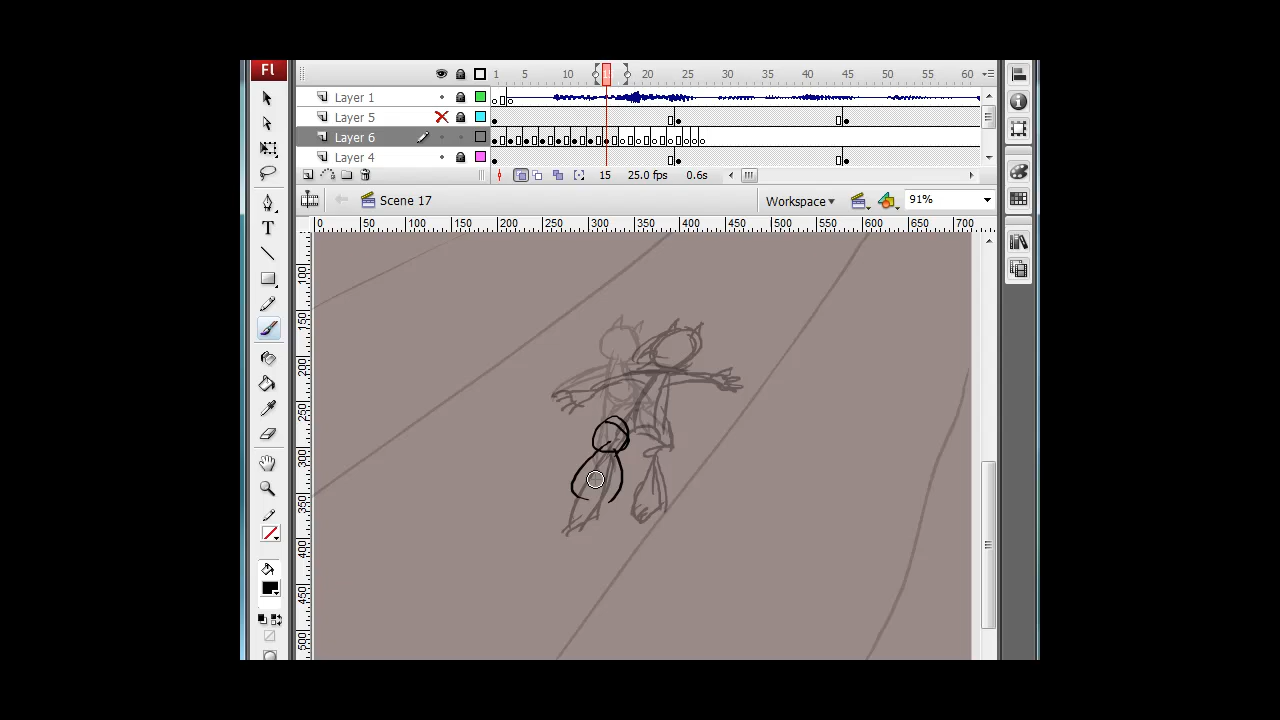 Fl
1 5 10 15 20 25 30 35 40 45 50 55 60
Layer 1
Layer 5
Layer 6
Layer 4
15 25.0 fps 0.6s
Scene 17
Workspace
91%
0 50 100 150 200 250 300 350 400 450 500 550 600 650 700
100
150
200
250
300
350
400
450
500